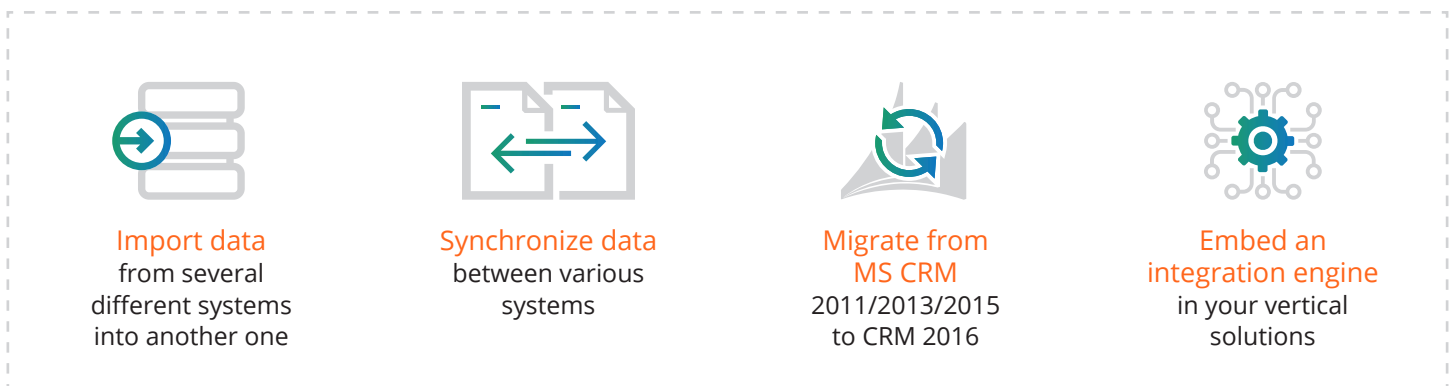 Import data
from several
different systems
into another one
Synchronize data
between various
systems
Migrate from
MS CRM
2011/2013/2015
to CRM 2016
Embed an
integration engine
in your vertical
solutions